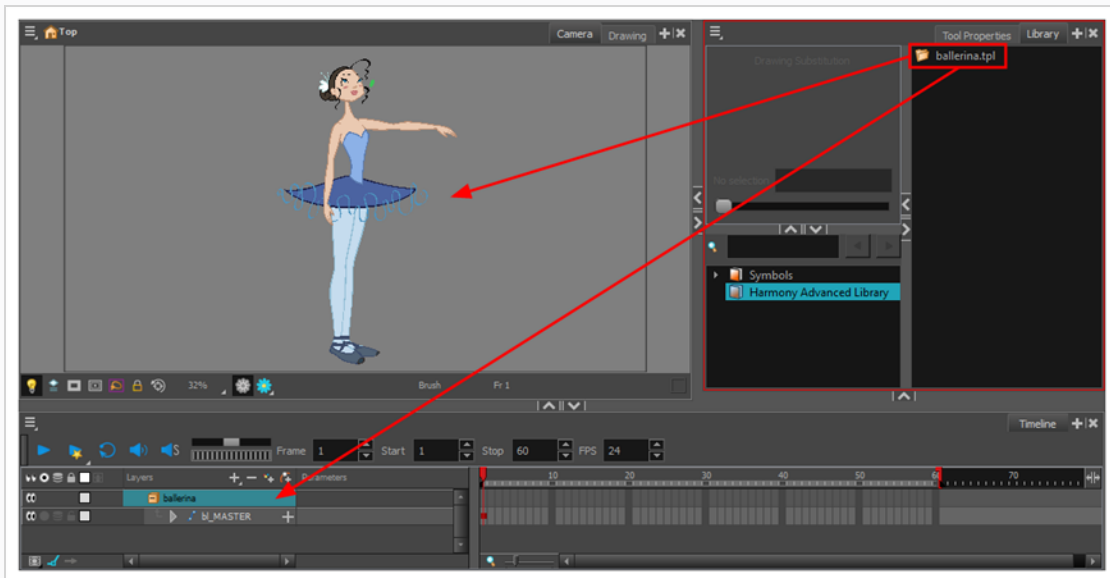 Top
Camera Drawing
Tool Properties Library
Drawing Substitution
ballerina.tpl
No selection
Symbols
Harmony Advanced Library
32% Brush Fr 1
Timeline
S Frame 1 Start 1 Stop 60 FPS 24
Layers Parameters 10 20 30 40 50 60 70
ballerina
bl_MASTER